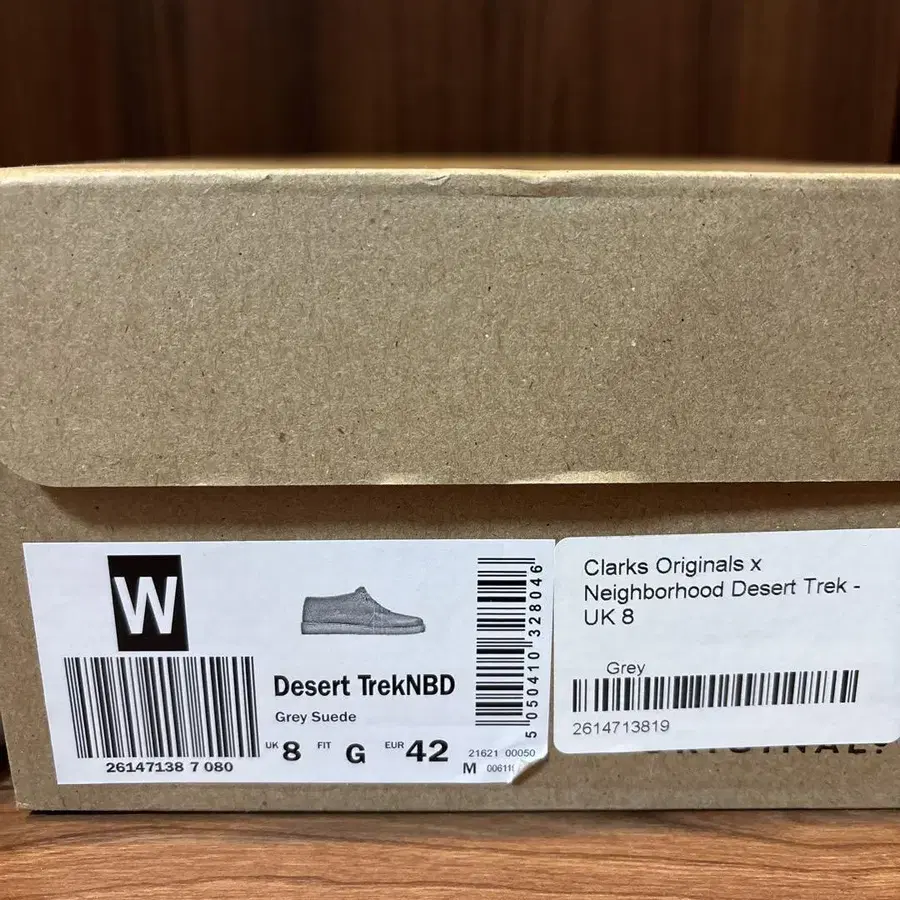 W
Desert TrekNBD
Grey Suede
UK 8 FIT G EUR 42
26147138 7 080
21621 00050
M
5 050410 328046
Clarks Originals x
Neighborhood Desert Trek -
UK 8
Grey
2614713819